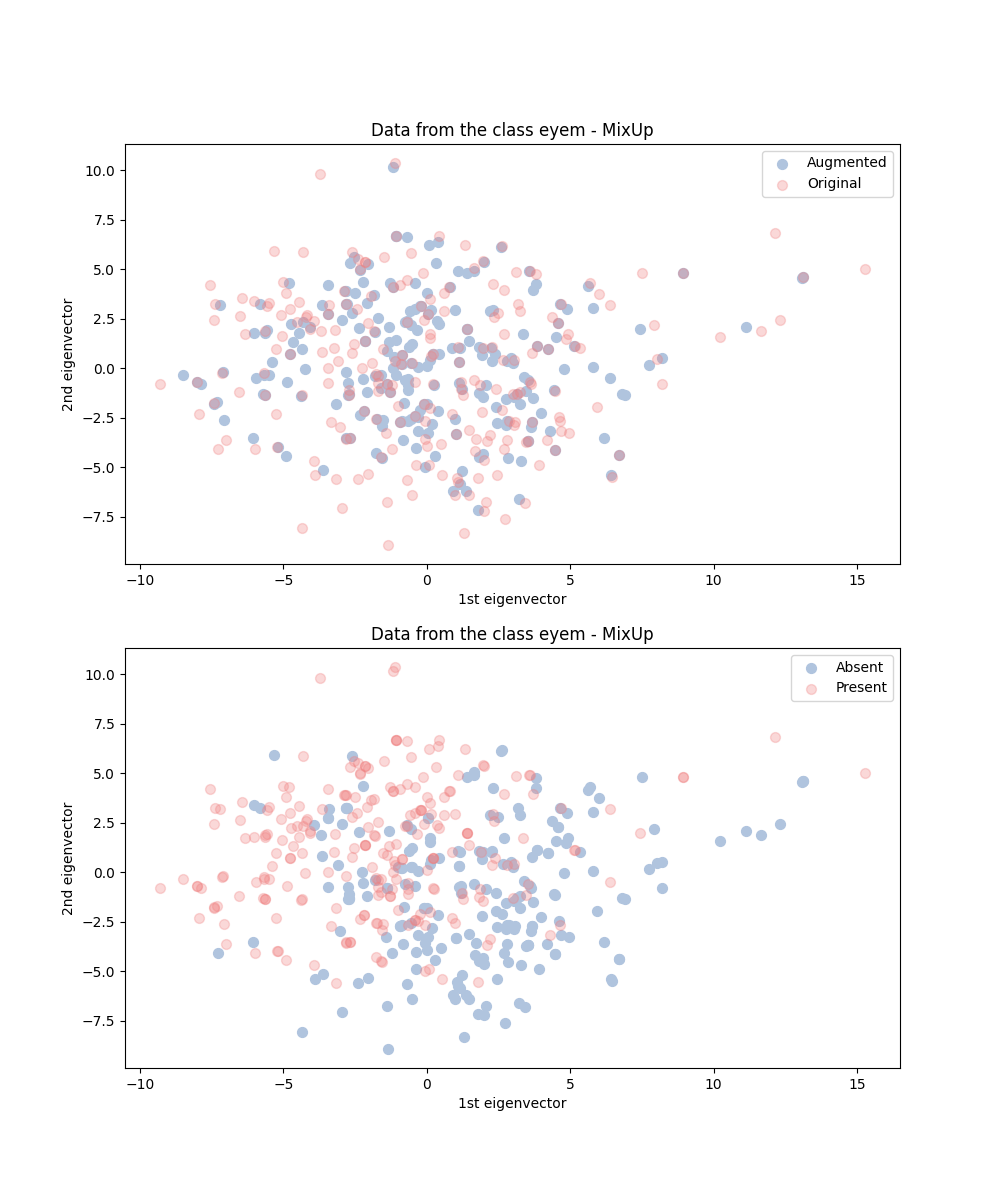 Data from the class eyem - MixUp
Augmented
Original
10.0
7.5
5.0
2.5
0.0
−2.5
−5.0
−7.5
2nd eigenvector
−10
−5
0
5
10
15
1st eigenvector
Data from the class eyem - MixUp
Absent
Present
10.0
7.5
5.0
2.5
0.0
−2.5
−5.0
−7.5
2nd eigenvector
−10
−5
0
5
10
15
1st eigenvector